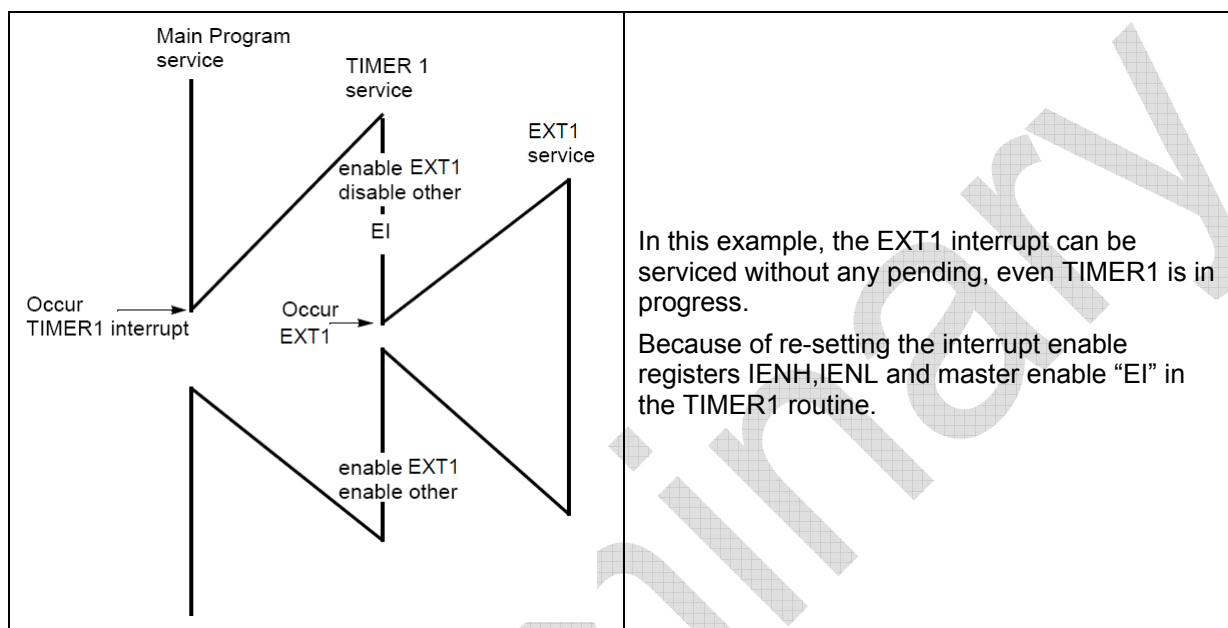 Main Program
service
TIMER 1
service
EXT1
service
enable EXT1
disable other
EI
Occur
TIMER1 interrupt
Occur
EXT1
enable EXT1
enable other
In this example, the EXT1 interrupt can be
serviced without any pending, even TIMER1 is in
progress.
Because of re-setting the interrupt enable
registers IENH,IENL and master enable “EI” in
the TIMER1 routine.
inary